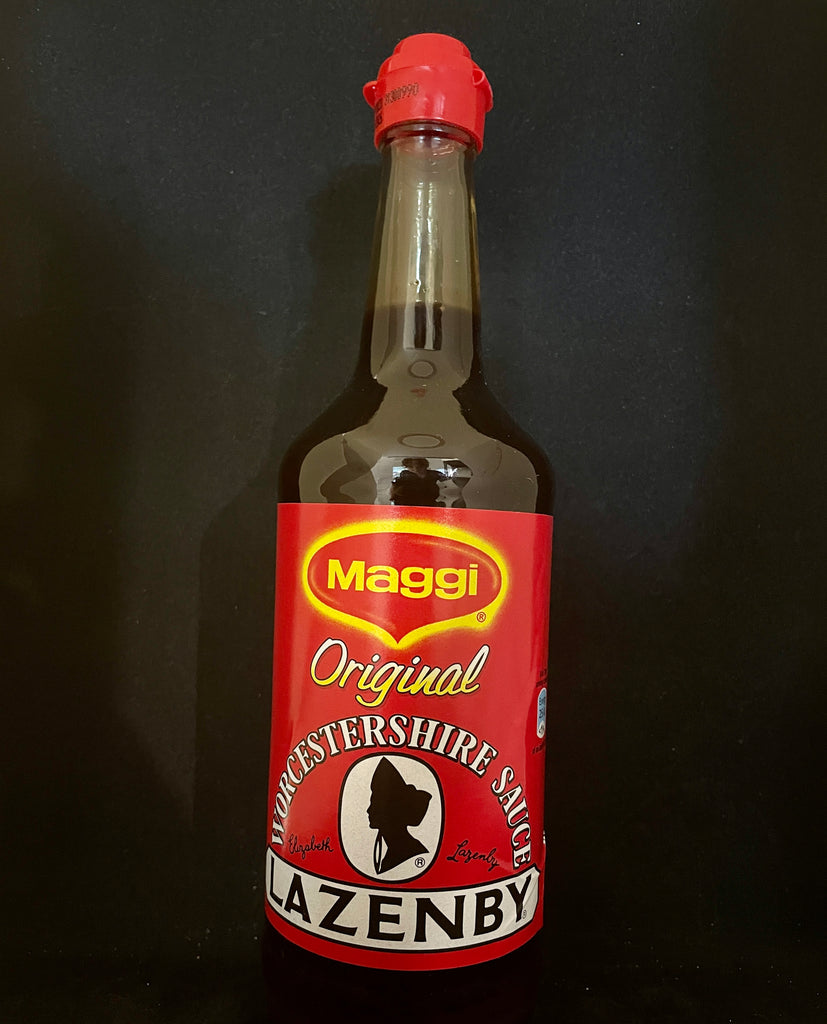 Maggi
®
Original
WORCESTERSHIRE SAUCE
Elizabeth Lazenby
®
LAZENBY